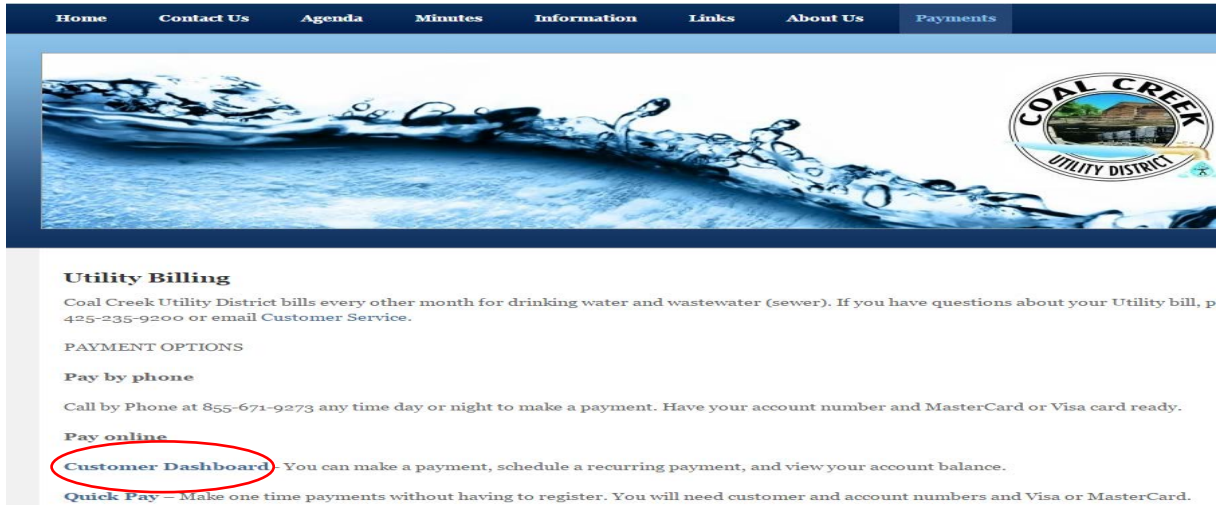 Home Contact Us Agenda Minutes Information Links About Us Payments
COAL CREEK
UTILITY DISTRICT
Utility Billing
Coal Creek Utility District bills every other month for drinking water and wastewater (sewer). If you have questions about your Utility bill, p
425-235-9200 or email Customer Service.
PAYMENT OPTIONS
Pay by phone
Call by Phone at 855-671-9273 any time day or night to make a payment. Have your account number and MasterCard or Visa card ready.
Pay online
Customer Dashboard - You can make a payment, schedule a recurring payment, and view your account balance.
Quick Pay – Make one time payments without having to register. You will need customer and account numbers and Visa or MasterCard.